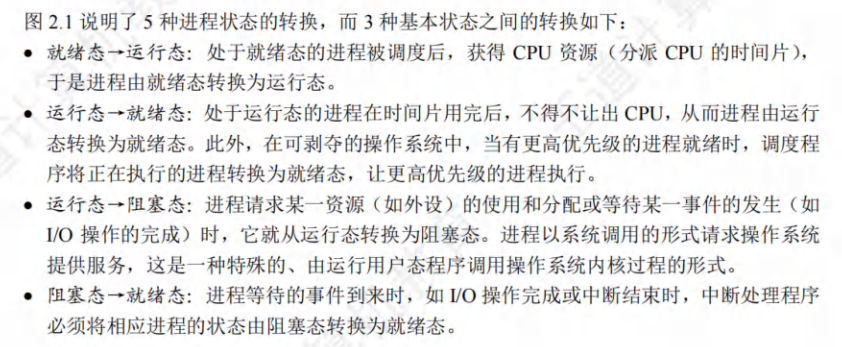 图 2.1 说明了 5 种进程状态的转换，而 3 种基本状态之间的转换如下：
● 就绪态→运行态：处于就绪态的进程被调度后，获得 CPU 资源（分派 CPU 的时间片），
于是进程由就绪态转换为运行态。
● 运行态→就绪态：处于运行态的进程在时间片用完后，不得不让出 CPU，从而进程由运行
态转换为就绪态。此外，在可剥夺的操作系统中，当有更高优先级的进程就绪时，调度程
序将正在执行的进程转换为就绪态，让更高优先级的进程执行。
● 运行态→阻塞态：进程请求某一资源（如外设）的使用和分配或等待某一事件的发生（如
I/O 操作的完成）时，它就从运行态转换为阻塞态。进程以系统调用的形式请求操作系统
提供服务，这是一种特殊的、由运行用户态程序调用操作系统内核过程的形式。
● 阻塞态→就绪态：进程等待的事件到来时，如 I/O 操作完成或中断结束时，中断处理程序
必须将相应进程的状态由阻塞态转换为就绪态。